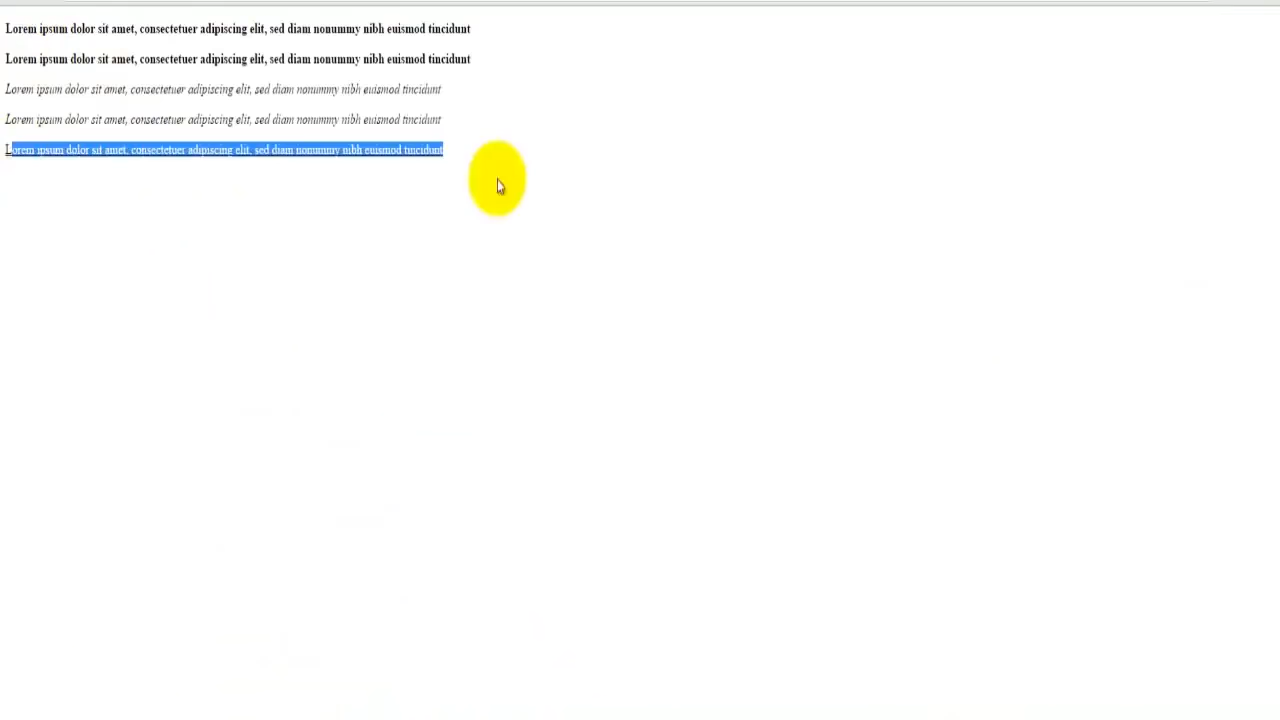 Lorem ipsum dolor sit amet, consectetuer adipiscing elit, sed diam nonummy nibh euismod tincidunt
Lorem ipsum dolor sit amet, consectetuer adipiscing elit, sed diam nonummy nibh euismod tincidunt
Lorem ipsum dolor sit amet, consectetuer adipiscing elit, sed diam nonummy nibh euismod tincidunt
Lorem ipsum dolor sit amet, consectetuer adipiscing elit, sed diam nonummy nibh euismod tincidunt
Lorem ipsum dolor sit amet, consectetuer adipiscing elit, sed diam nonummy nibh euismod tincidunt